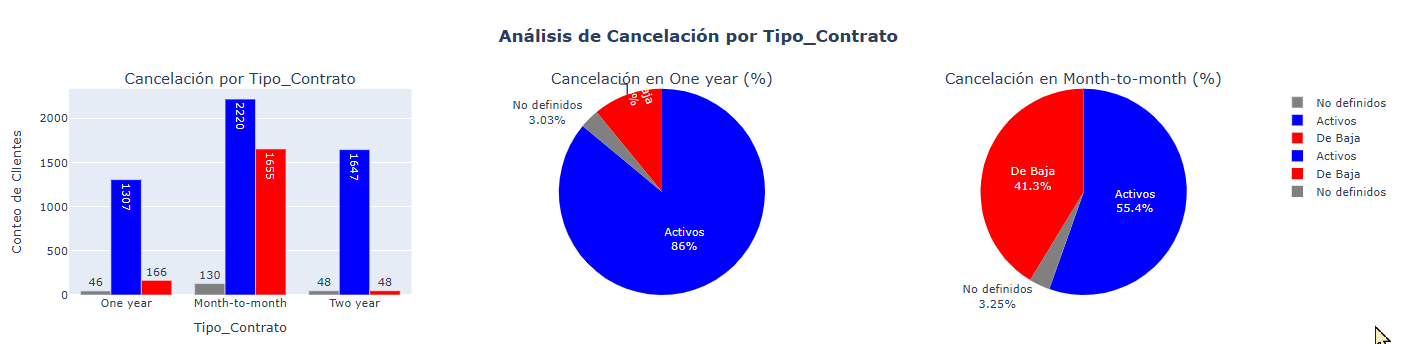 Análisis de Cancelación por Tipo_Contrato
Cancelación por Tipo_Contrato
Conteo de Clientes
2000
1500
1000
500
0
46
1307
166
130
2220
1655
48
1647
48
One year
Month-to-month
Two year
Tipo_Contrato
Cancelación en One year (%)
No definidos
3.03%
Activos
86%
Cancelación en Month-to-month (%)
De Baja
41.3%
Activos
55.4%
No definidos
3.25%
No definidos
Activos
De Baja
Activos
De Baja
No definidos